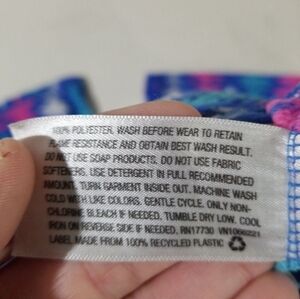 100% POLYESTER. WASH BEFORE WEAR TO RETAIN
FLAME RESISTANCE AND OBTAIN BEST WASH RESULT.
DO NOT USE SOAP PRODUCTS. DO NOT USE FABRIC
SOFTENERS. USE DETERGENT IN FULL RECOMMENDED
AMOUNT. TURN GARMENT INSIDE OUT. MACHINE WASH
COLD WITH LIKE COLORS. GENTLE CYCLE. ONLY NON-
CHLORINE BLEACH IF NEEDED. TUMBLE DRY LOW. COOL
IRON ON REVERSE SIDE IF NEEDED. RN17730 VN1066221
LABEL MADE FROM 100% RECYCLED PLASTIC